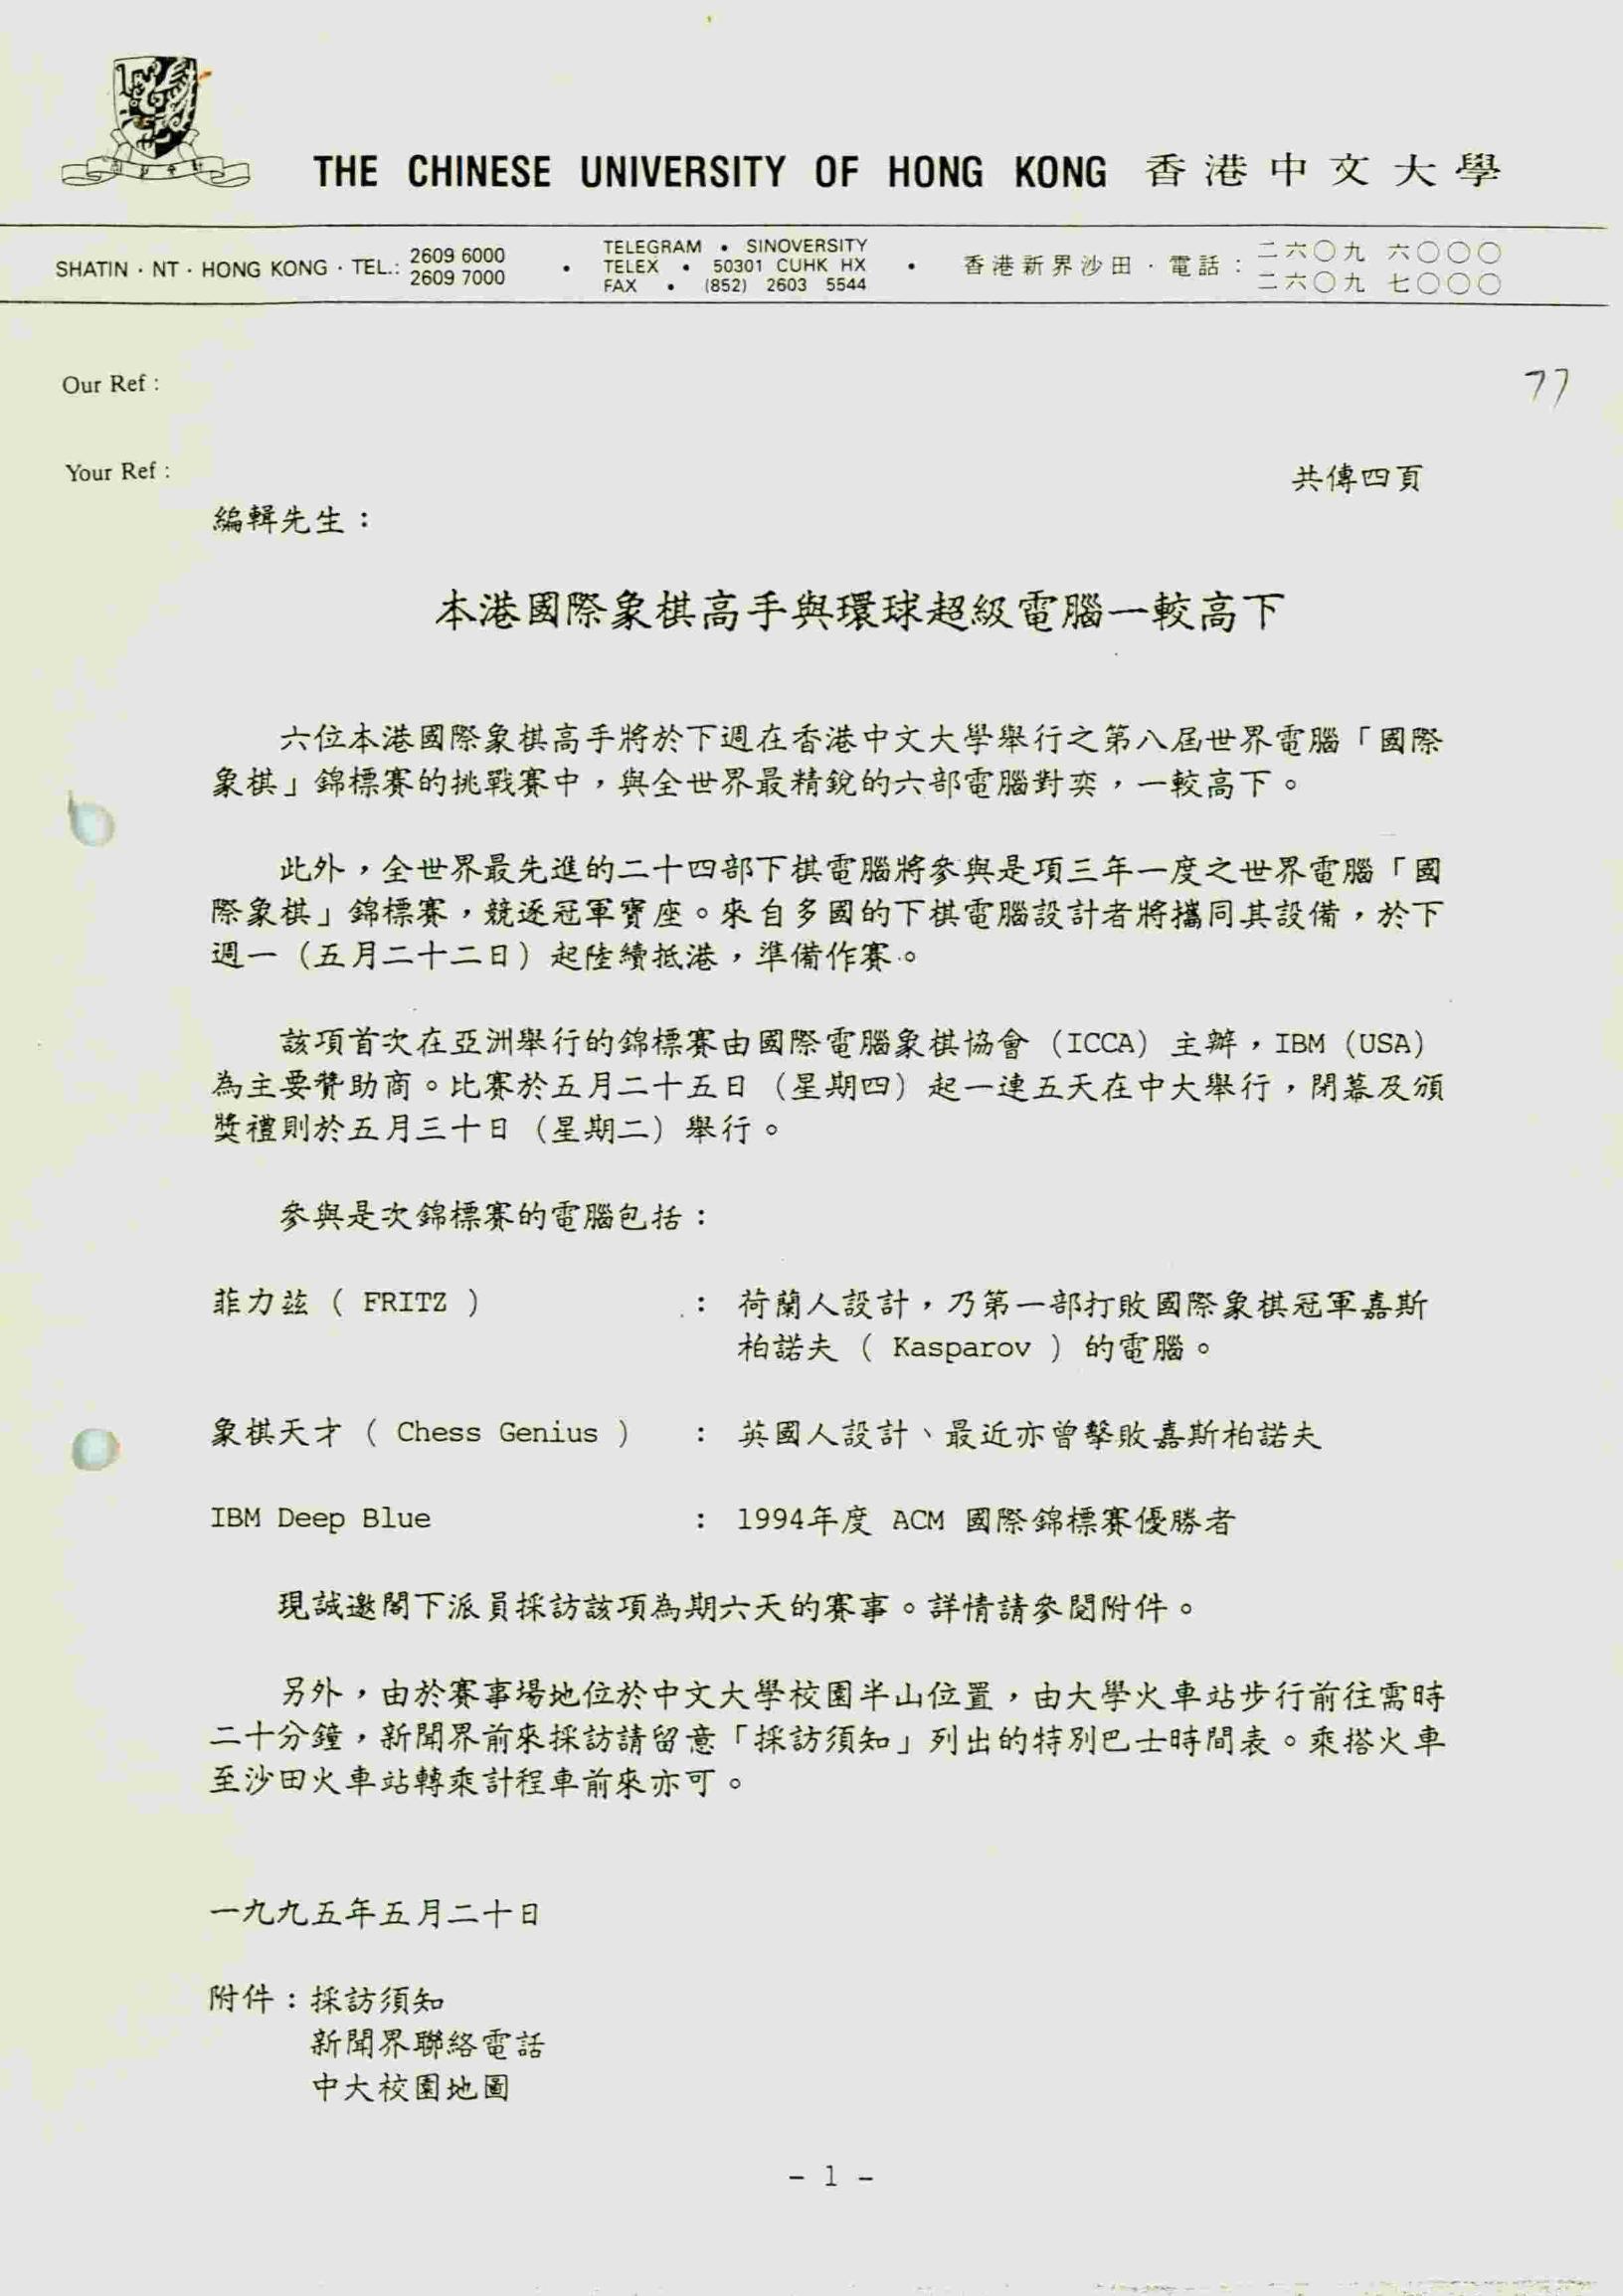 THE CHINESE UNIVERSITY OF HONG KONG 香港中文大學
SHATIN · NT · HONG KONG · TEL.: 2609 6000
2609 7000
• TELEGRAM • SINOVERSITY
TELEX • 50301 CUHK HX
FAX • (852) 2603 5544
• 香港新界沙田 · 電話：二六〇九 六〇〇〇
二六〇九 七〇〇〇
Our Ref :
77
Your Ref :
共傳四頁
編輯先生：
本港國際象棋高手與環球超級電腦一較高下
六位本港國際象棋高手將於下週在香港中文大學舉行之第八屆世界電腦「國際
象棋」錦標賽的挑戰賽中，與全世界最精銳的六部電腦對奕，一較高下。
此外，全世界最先進的二十四部下棋電腦將參與是項三年一度之世界電腦「國
際象棋」錦標賽，競逐冠軍寶座。來自多國的下棋電腦設計者將攜同其設備，於下
週一（五月二十二日）起陸續抵港，準備作賽。
該項首次在亞洲舉行的錦標賽由國際電腦象棋協會（ICCA）主辦，IBM（USA）
為主要贊助商。比賽於五月二十五日（星期四）起一連五天在中大舉行，閉幕及頒
獎禮則於五月三十日（星期二）舉行。
參與是次錦標賽的電腦包括：
菲力茲（ FRITZ ） ： 荷蘭人設計，乃第一部打敗國際象棋冠軍嘉斯
柏諾夫（ Kasparov ）的電腦。
象棋天才（ Chess Genius ） ： 英國人設計、最近亦曾擊敗嘉斯柏諾夫
IBM Deep Blue ： 1994年度 ACM 國際錦標賽優勝者
現誠邀閣下派員採訪該項為期六天的賽事。詳情請參閱附件。
另外，由於賽事場地位於中文大學校園半山位置，由大學火車站步行前往需時
二十分鐘，新聞界前來採訪請留意「採訪須知」列出的特別巴士時間表。乘搭火車
至沙田火車站轉乘計程車前來亦可。
一九九五年五月二十日
附件：採訪須知
新聞界聯絡電話
中大校園地圖
- 1 -